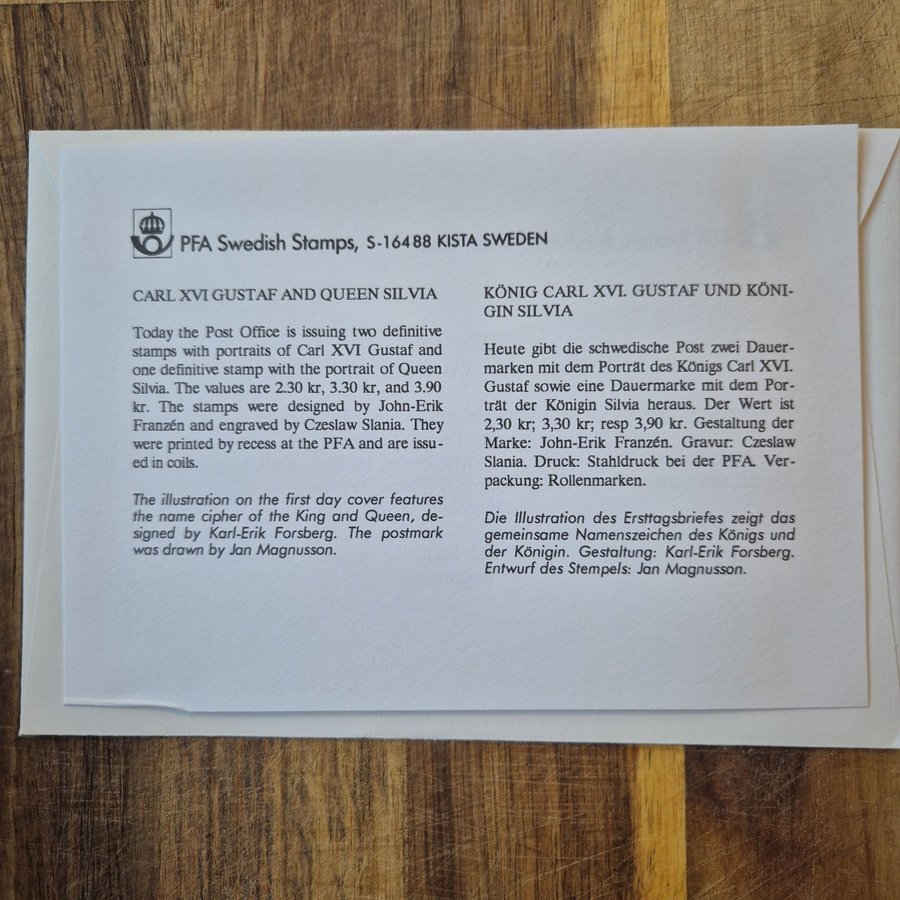 PFA Swedish Stamps, S-164 88 KISTA SWEDEN
CARL XVI GUSTAF AND QUEEN SILVIA
Today the Post Office is issuing two definitive
stamps with portraits of Carl XVI Gustaf and
one definitive stamp with the portrait of Queen
Silvia. The values are 2.30 kr, 3.30 kr, and 3.90
kr. The stamps were designed by John-Erik
Franzén and engraved by Czeslaw Slania. They
were printed by recess at the PFA and are issu-
ed in coils.
The illustration on the first day cover features
the name cipher of the King and Queen, de-
signed by Karl-Erik Forsberg. The postmark
was drawn by Jan Magnusson.
KÖNIG CARL XVI. GUSTAF UND KÖNI-
GIN SILVIA
Heute gibt die schwedische Post zwei Dauer-
marken mit dem Porträt des Königs Carl XVI.
Gustaf sowie eine Dauermarke mit dem Por-
trät der Königin Silvia heraus. Der Wert ist
2,30 kr; 3,30 kr; resp 3,90 kr. Gestaltung der
Marke: John-Erik Franzén. Gravur: Czeslaw
Slania. Druck: Stahldruck bei der PFA. Ver-
packung: Rollenmarken.
Die Illustration des Ersttagsbriefes zeigt das
gemeinsame Namenszeichen des Königs und
der Königin. Gestaltung: Karl-Erik Forsberg.
Entwurf des Stempels: Jan Magnusson.